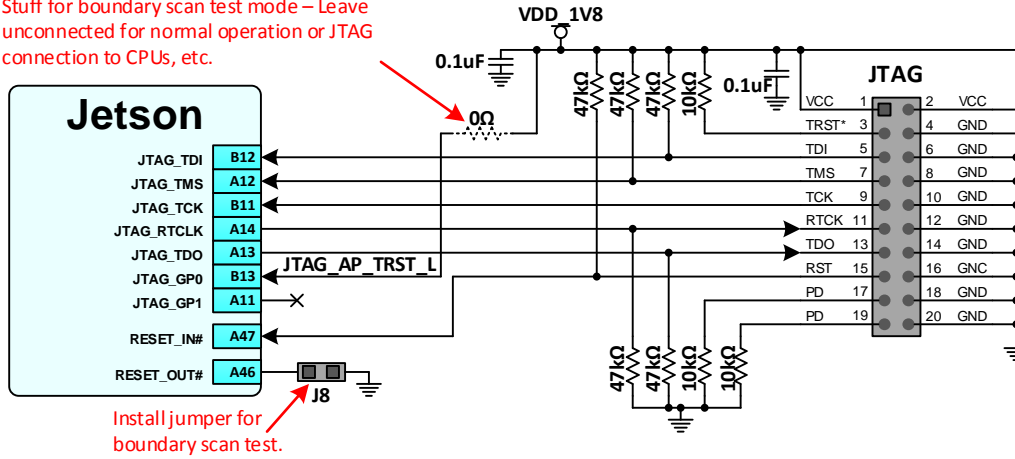 Stuff for boundary scan test mode – Leave
unconnected for normal operation or JTAG
connection to CPUs, etc.
VDD_1V8
0.1uF
47kΩ
47kΩ
47kΩ
10kΩ
0.1uF
JTAG
Jetson
0Ω
VCC 1 2 VCC
TRST* 3 4 GND
JTAG_TDI B12 TDI 5 6 GND
JTAG_TMS A12 TMS 7 8 GND
JTAG_TCK B11 TCK 9 10 GND
JTAG_RTCLK A14 RTCK 11 12 GND
JTAG_TDO A13 TDO 13 14 GND
JTAG_GP0 B13 JTAG_AP_TRST_L RST 15 16 GNC
JTAG_GP1 A11 PD 17 18 GND
PD 19 20 GND
RESET_IN# A47
RESET_OUT# A46
J8
47kΩ
47kΩ
10kΩ
10kΩ
Install jumper for
boundary scan test.